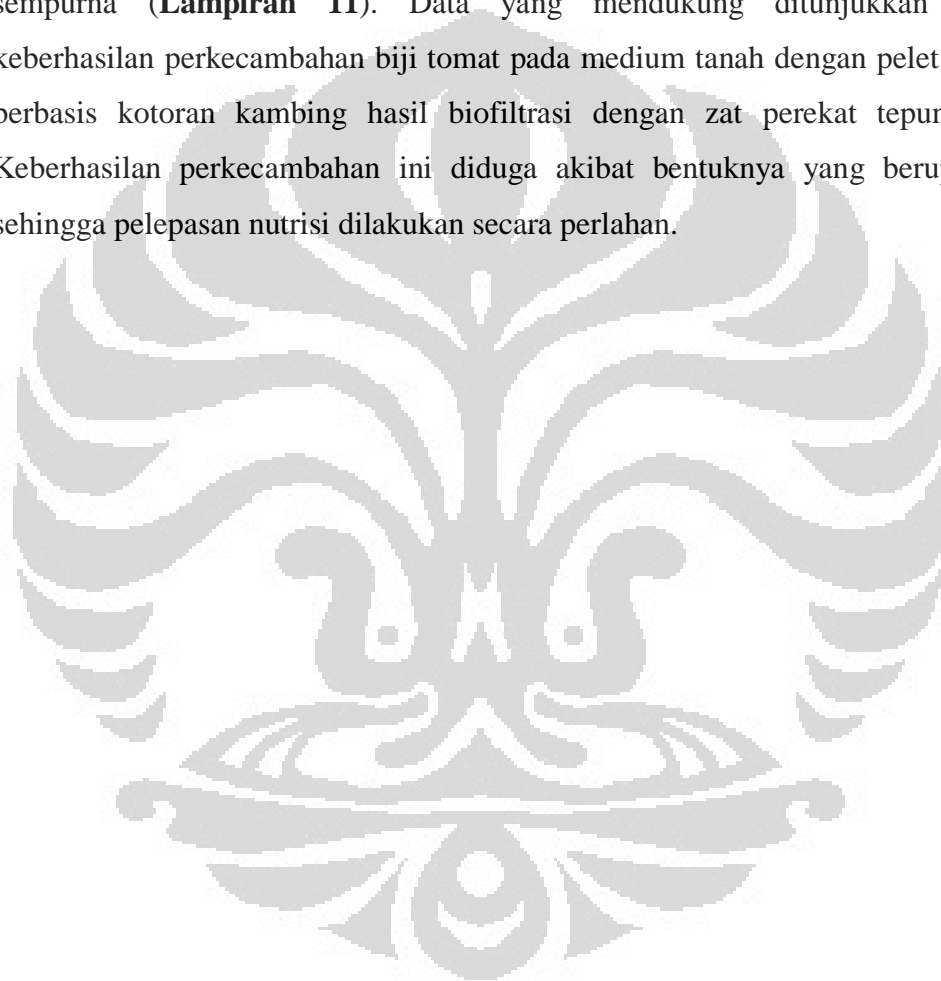 sempurna (Lampiran 11). Data yang mendukung ditunjukkan
keberhasilan perkecambahan biji tomat pada medium tanah dengan pelet
berbasis kotoran kambing hasil biofiltrasi dengan zat perekat
Keberhasilan perkecambahan ini diduga akibat bentuknya yang
sehingga pelepasan nutrisi dilakukan secara perlahan.